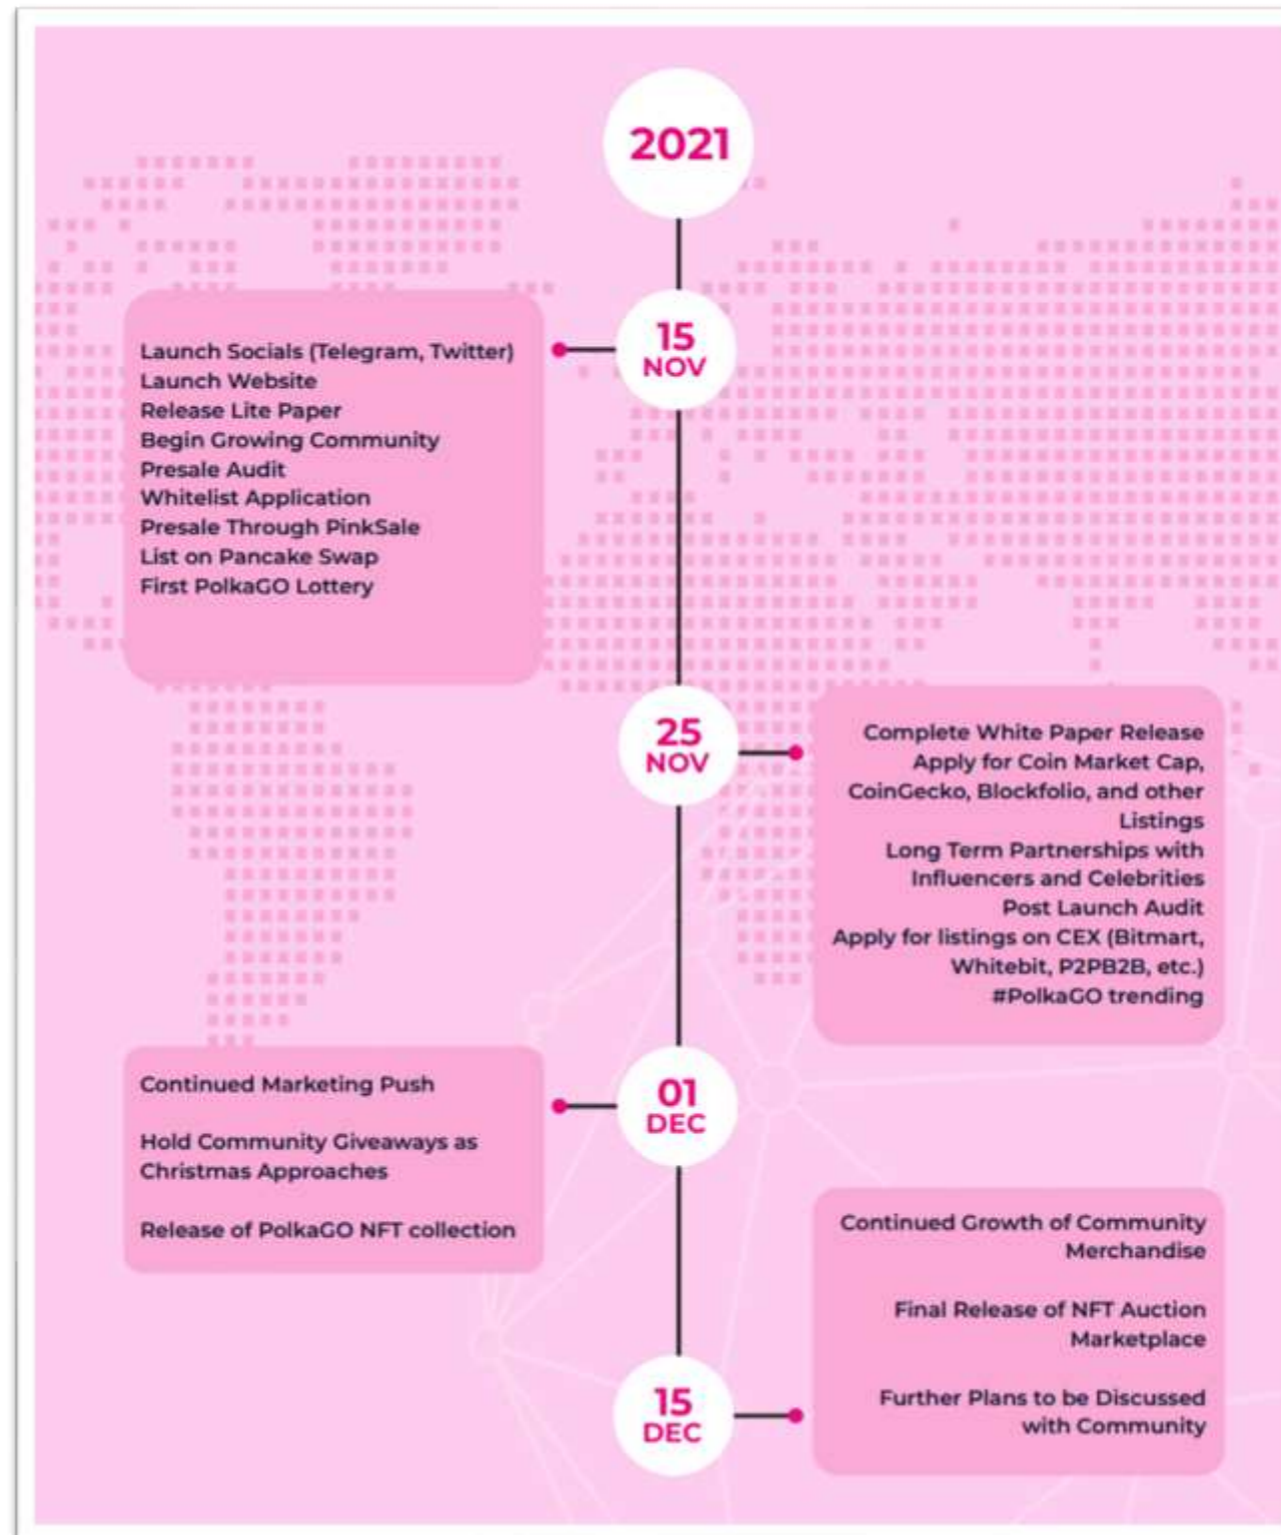 2021
15
NOV
Launch Socials (Telegram, Twitter)
Launch Website
Release Lite Paper
Begin Growing Community
Presale Audit
Whitelist Application
Presale Through PinkSale
List on Pancake Swap
First PolkaGO Lottery
25
NOV
Complete White Paper Release
Apply for Coin Market Cap,
CoinGecko, Blockfolio, and other
Listings
Long Term Partnerships with
Influencers and Celebrities
Post Launch Audit
Apply for listings on CEX (Bitmart,
Whitebit, P2PB2B, etc.)
#PolkaGO trending
01
DEC
Continued Marketing Push
Hold Community Giveaways as
Christmas Approaches
Release of PolkaGO NFT collection
15
DEC
Continued Growth of Community
Merchandise
Final Release of NFT Auction
Marketplace
Further Plans to be Discussed
with Community